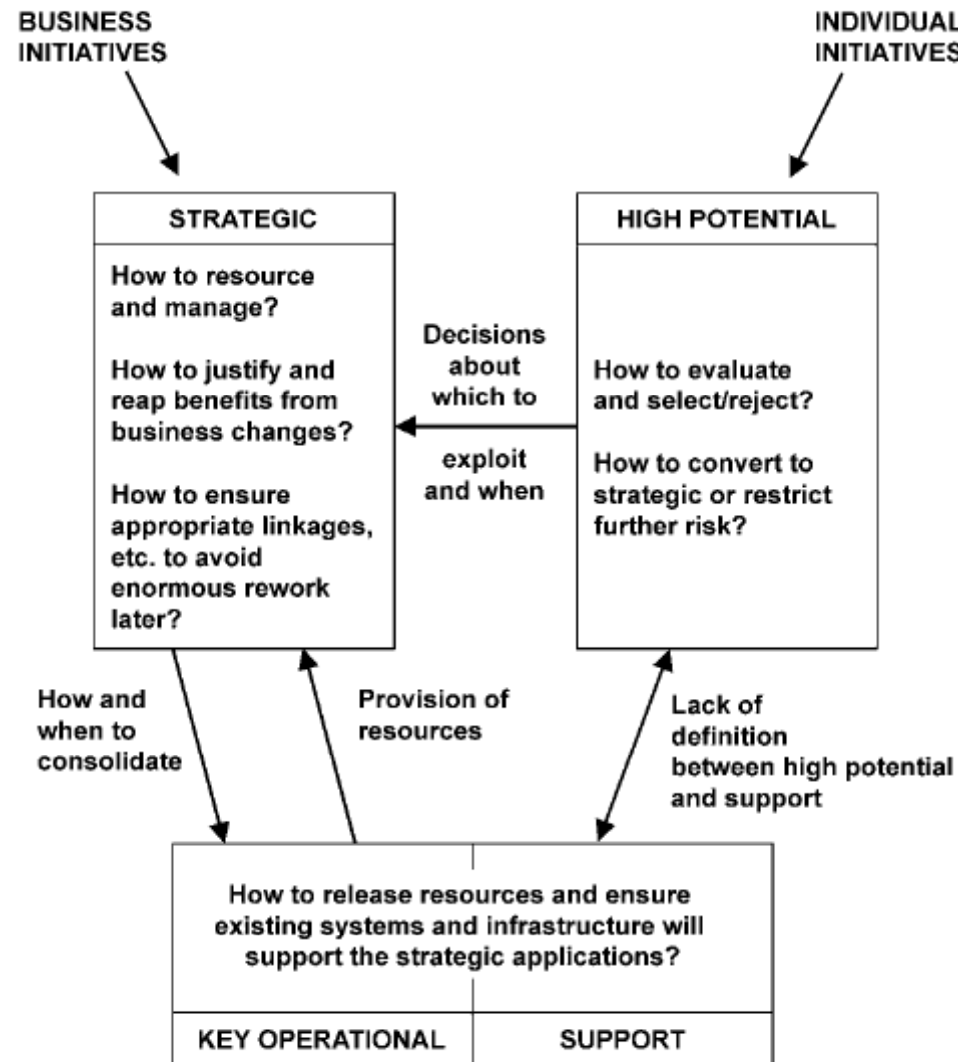 BUSINESS
INITIATIVES
INDIVIDUAL
INITIATIVES
STRATEGIC
How to resource
and manage?
How to justify and
reap benefits from
business changes?
How to ensure
appropriate linkages,
etc. to avoid
enormous rework
later?
Decisions
about
which to
exploit
and when
HIGH POTENTIAL
How to evaluate
and select/reject?
How to convert to
strategic or restrict
further risk?
How and
when to
consolidate
Provision of
resources
Lack of
definition
between high potential
and support
How to release resources and ensure
existing systems and infrastructure will
support the strategic applications?
KEY OPERATIONAL
SUPPORT